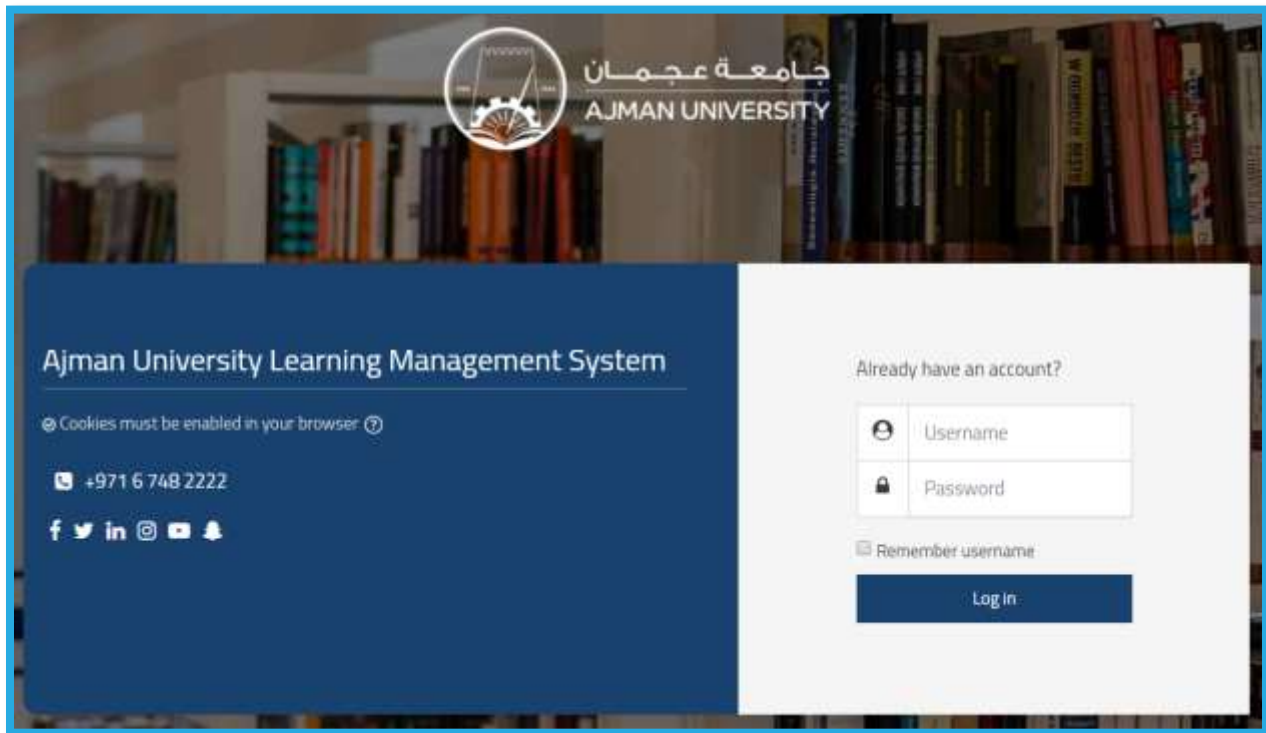 جامعة عجمان
AJMAN UNIVERSITY
Ajman University Learning Management System
Cookies must be enabled in your browser
+971 6 748 2222
Already have an account?
Username
Password
Remember username
Log in